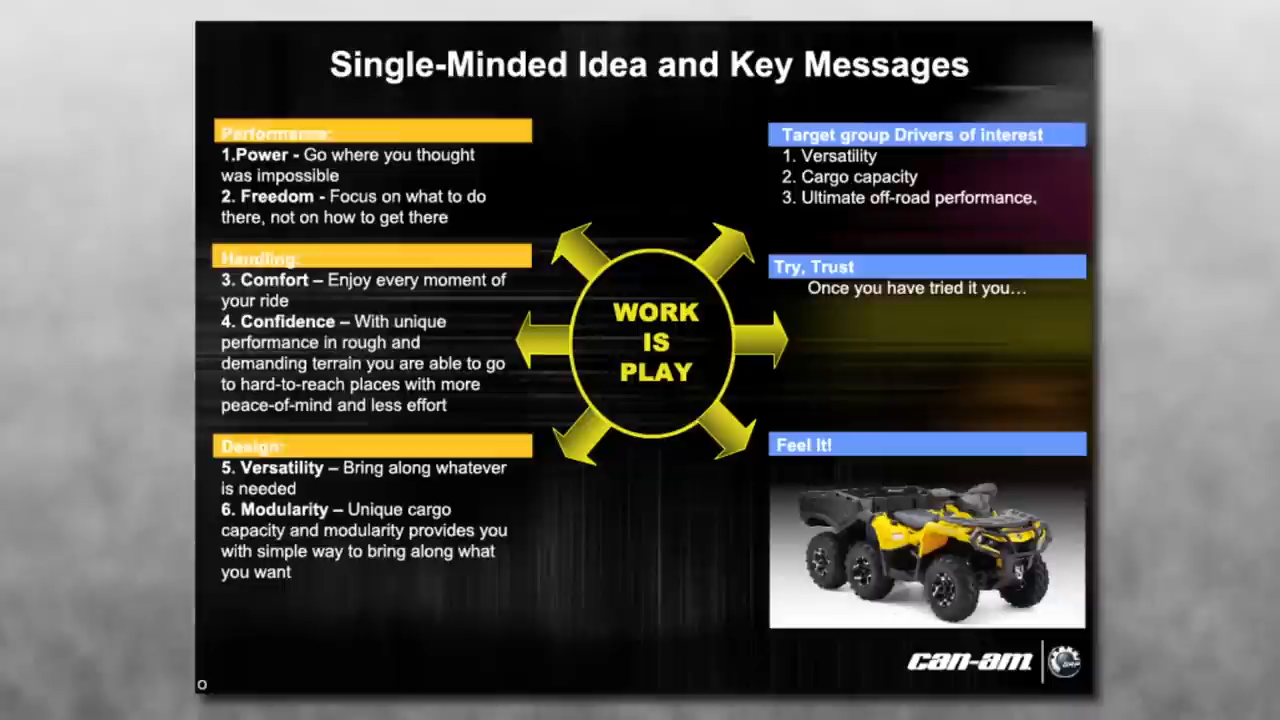 Single-Minded Idea and Key Messages
Performance:
1.Power - Go where you thought
was impossible
2. Freedom - Focus on what to do
there, not on how to get there
Handling:
3. Comfort – Enjoy every moment of
your ride
4. Confidence – With unique
performance in rough and
demanding terrain you are able to go
to hard-to-reach places with more
peace-of-mind and less effort
Design:
5. Versatility – Bring along whatever
is needed
6. Modularity – Unique cargo
capacity and modularity provides you
with simple way to bring along what
you want
WORK
IS
PLAY
Target group Drivers of interest
1. Versatility
2. Cargo capacity
3. Ultimate off-road performance.
Try, Trust
Once you have tried it you…
Feel It!
can-am
BRP
O